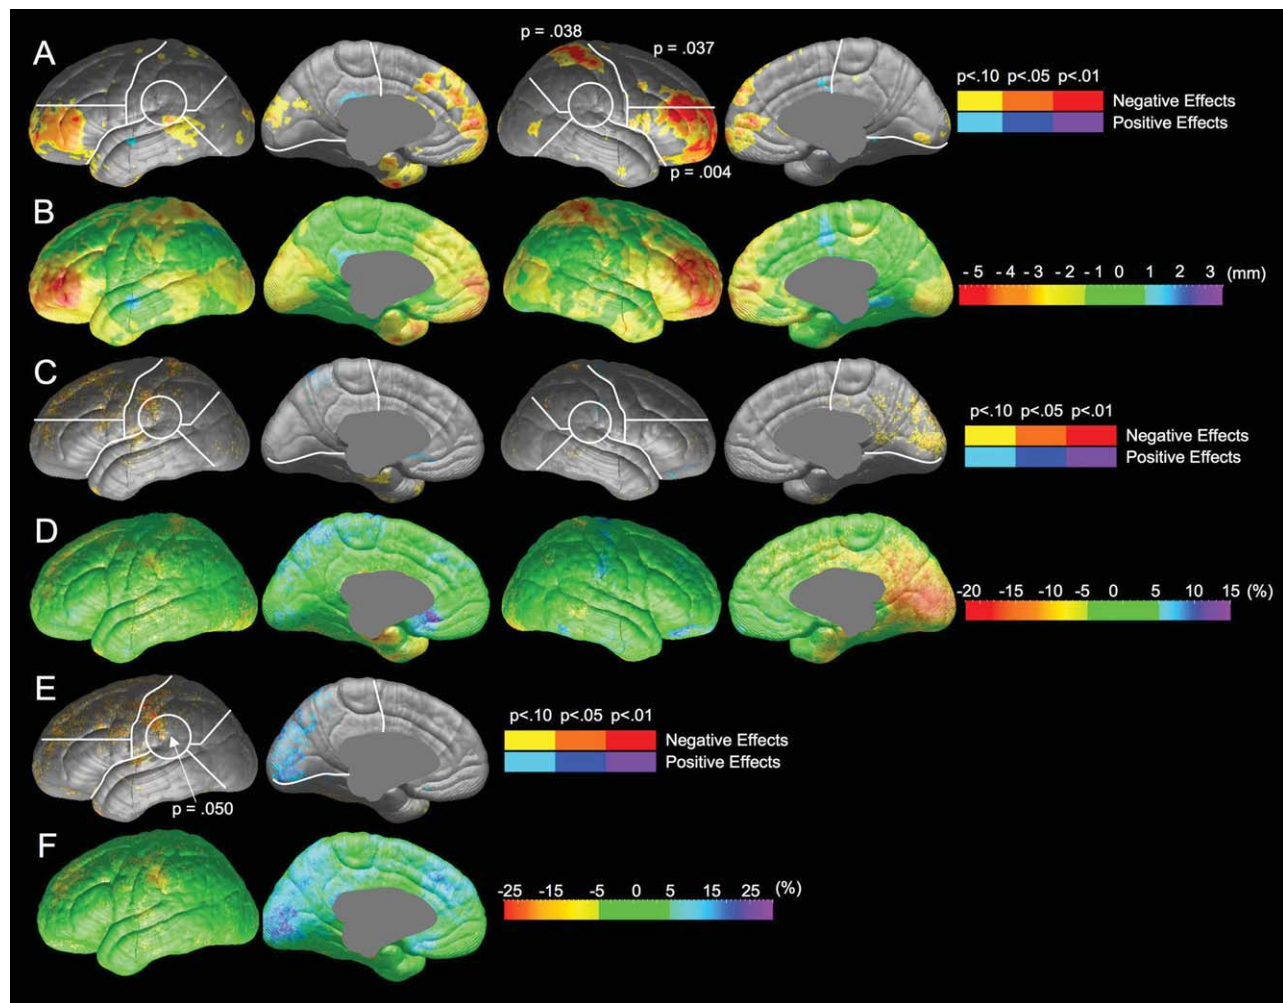 A
p = .038
p = .037
p = .004
p<.10 p<.05 p<.01
Negative Effects
Positive Effects
B
-5 -4 -3 -2 -1 0 1 2 3 (mm)
C
p<.10 p<.05 p<.01
Negative Effects
Positive Effects
D
-20 -15 -10 -5 0 5 10 15 (%)
E
p = .050
p<.10 p<.05 p<.01
Negative Effects
Positive Effects
F
-25 -15 -5 0 5 15 25 (%)